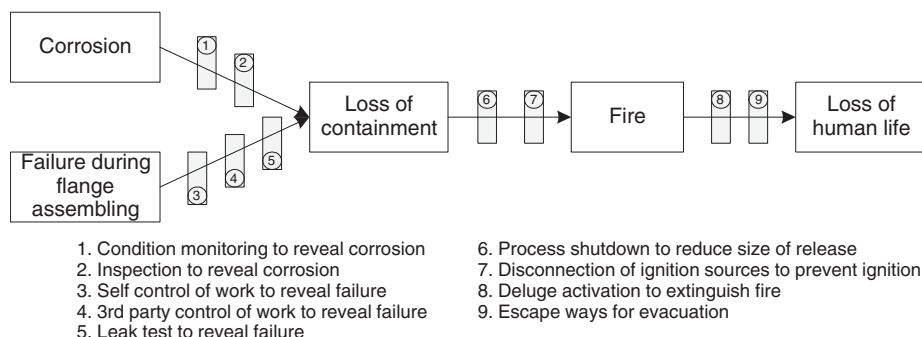 Corrosion
1
2
Loss of
containment
6
7
Fire
8
9
Loss of
human life
Failure during
flange
assembling
3
4
5
1. Condition monitoring to reveal corrosion
2. Inspection to reveal corrosion
3. Self control of work to reveal failure
4. 3rd party control of work to reveal failure
5. Leak test to reveal failure
6. Process shutdown to reduce size of release
7. Disconnection of ignition sources to prevent ignition
8. Deluge activation to extinguish fire
9. Escape ways for evacuation